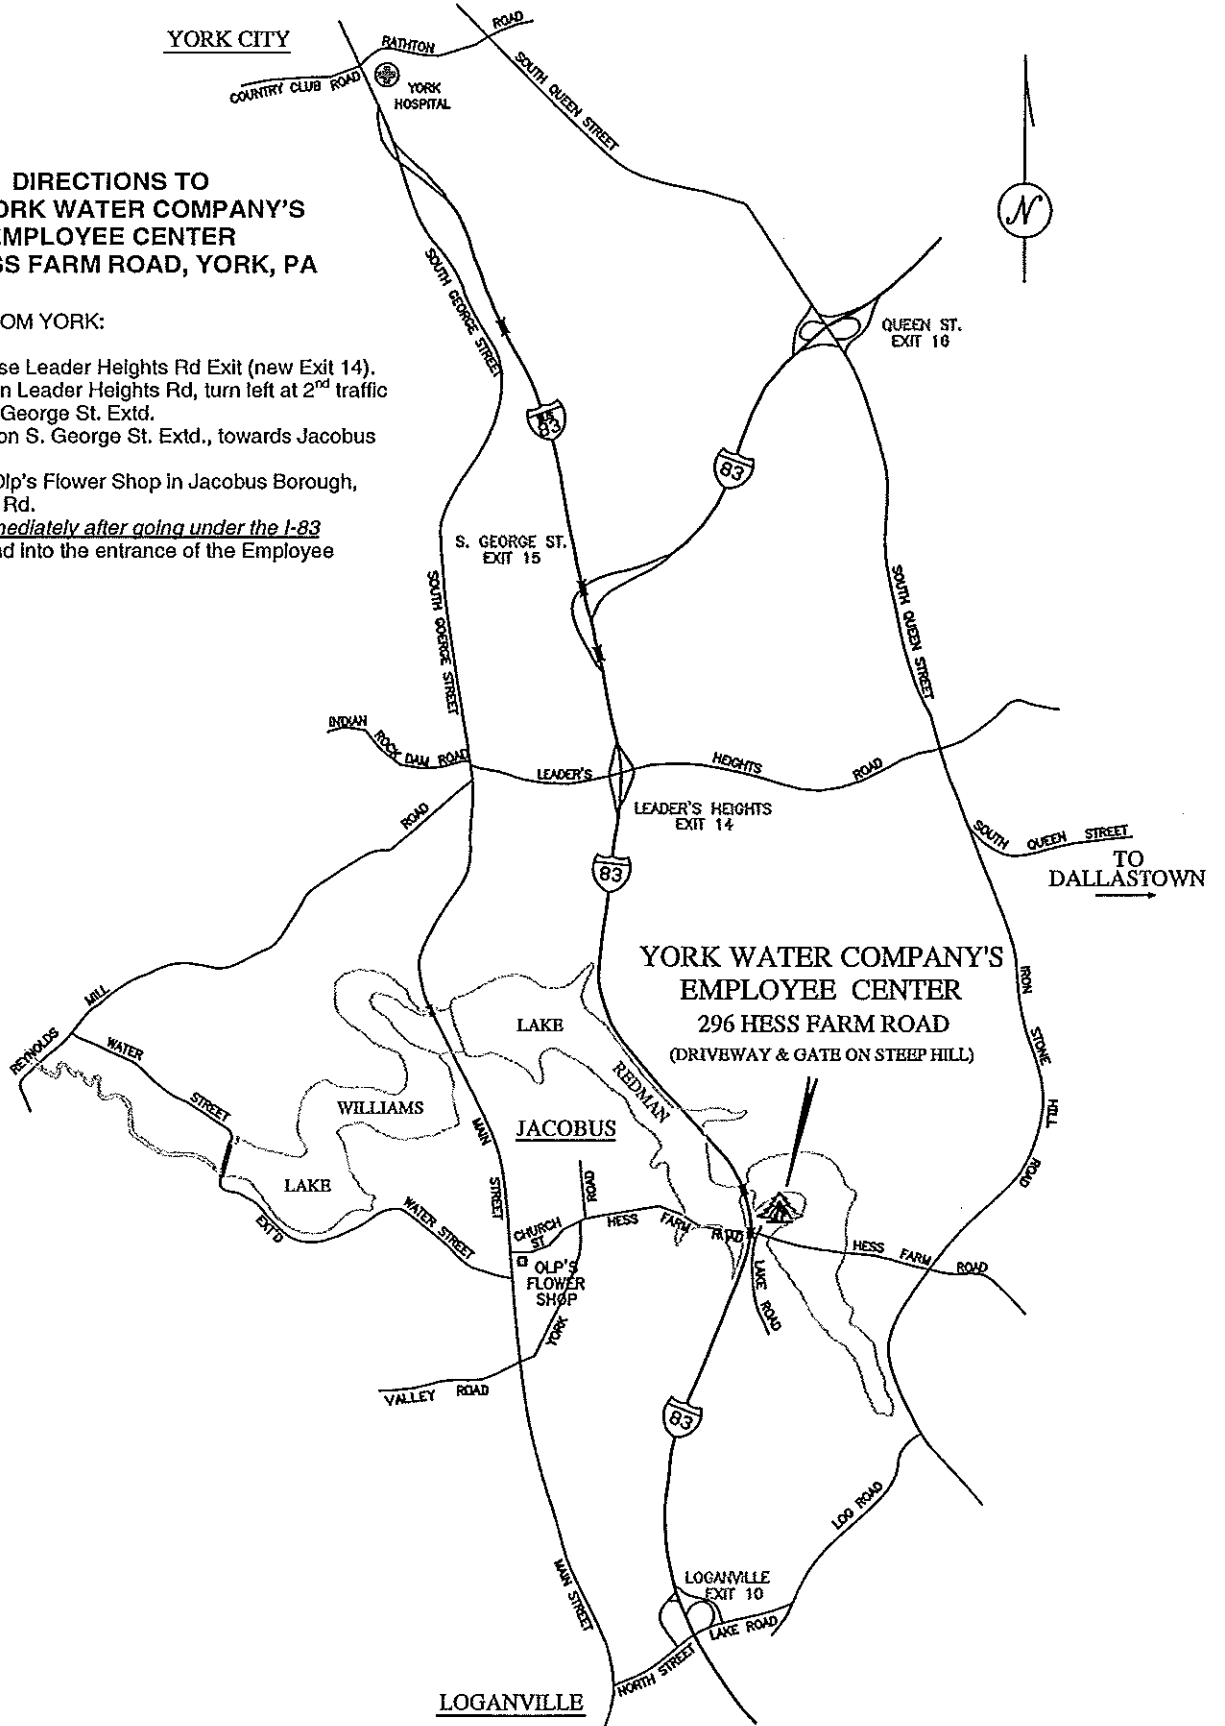 YORK CITY
RATHTON ROAD
COUNTRY CLUB ROAD
YORK
HOSPITAL
SOUTH QUEEN STREET
N
DIRECTIONS TO
ORK WATER COMPANY'S
EMPLOYEE CENTER
SS FARM ROAD, YORK, PA
OM YORK:
se Leader Heights Rd Exit (new Exit 14).
n Leader Heights Rd, turn left at 2nd traffic
George St. Extd.
on S. George St. Extd., towards Jacobus
Olp's Flower Shop in Jacobus Borough,
Rd.
mediately after going under the I-83
d into the entrance of the Employee
SOUTH GEORGE STREET
QUEEN ST.
EXIT 16
83
83
S. GEORGE ST.
EXIT 15
SOUTH GOERGE STREET
SOUTH QUEEN STREET
INDIAN ROCK DAM ROAD
LEADER'S HEIGHTS ROAD
LEADER'S HEIGHTS
EXIT 14
SOUTH QUEEN STREET
TO
DALLASTOWN
83
REYNOLDS MILL ROAD
YORK WATER COMPANY'S
EMPLOYEE CENTER
296 HESS FARM ROAD
(DRIVEWAY & GATE ON STEEP HILL)
IRON STONE HILL ROAD
LAKE
REDMAN
WATER STREET EXT'D
WILLIAMS
LAKE
JACOBUS
MAIN STREET
WATER STREET
CHURCH
ST
ROAD
HESS FARM ROAD
HESS FARM ROAD
OLP'S
FLOWER
SHOP
LAKE ROAD
YORK
VALLEY ROAD
83
LOG ROAD
MAIN STREET
LOGANVILLE
EXIT 10
LAKE ROAD
NORTH STREET
LOGANVILLE